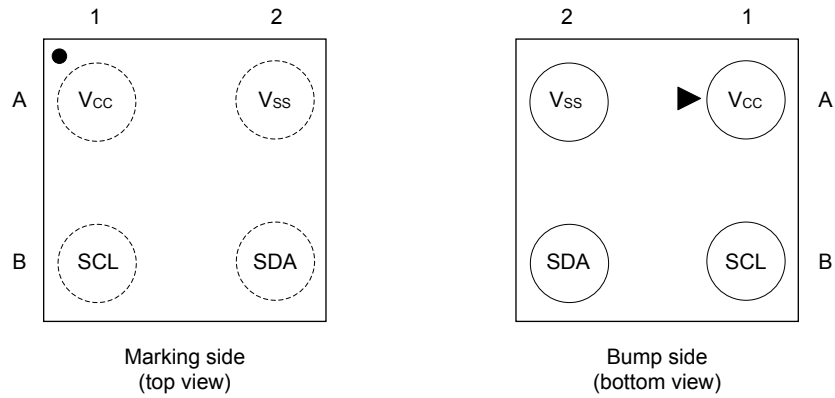 1 2
A VCC VSS
B SCL SDA
Marking side
(top view)
2 1
VSS VCC A
SDA SCL B
Bump side
(bottom view)